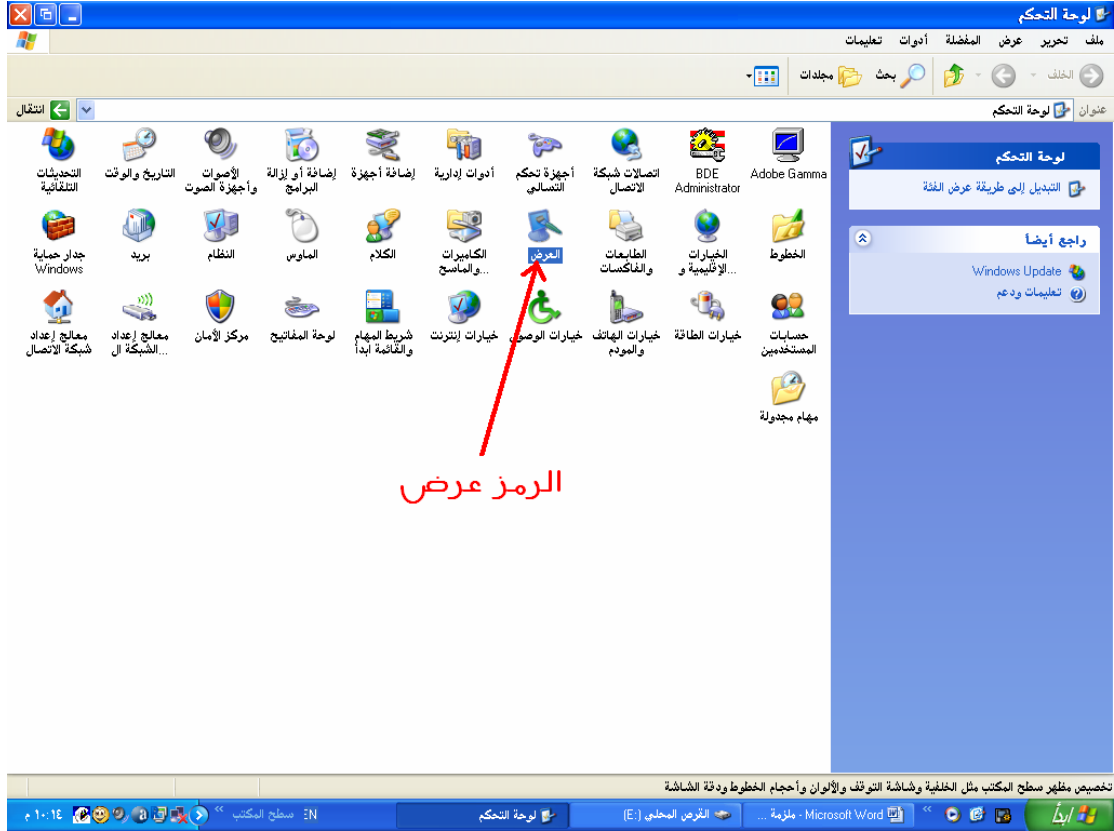 لوحة التحكم
ملف تحرير عرض المفضلة أدوات تعليمات
الخلف بحث مجلدات
عنوان لوحة التحكم انتقال
لوحة التحكم
التبديل إلى طريقة عرض الفئة
راجع أيضاً
Windows Update
تعليمات ودعم
Adobe Gamma
BDE
Administrator
اتصالات شبكة
الاتصال
أجهزة تحكم
التسالي
أدوات إدارية
إضافة أجهزة
إضافة أو إزالة
البرامج
الأصوات
وأجهزة الصوت
التاريخ والوقت
التحديثات
التلقائية
الخطوط
الخيارات
الإقليمية و...
الطابعات
والفاكسات
العرض
الكاميرات
والماسح...
الكلام
الماوس
النظام
بريد
جدار حماية
Windows
حسابات
المستخدمين
خيارات الطاقة
خيارات الهاتف
والمودم
خيارات الوصول
خيارات إنترنت
شريط المهام
والقائمة ابدأ
لوحة المفاتيح
مركز الأمان
معالج إعداد
الشبكة ال...
معالج إعداد
شبكة الاتصال
مهام مجدولة
الرمز عرض
تخصيص مظهر سطح المكتب مثل الخلفية وشاشة التوقف والألوان وأحجام الخطوط ودقة الشاشة
ابدأ » ملزمة - Microsoft Word ... القرص المحلي (E:) لوحة التحكم EN سطح المكتب » ١٠:١٤ م